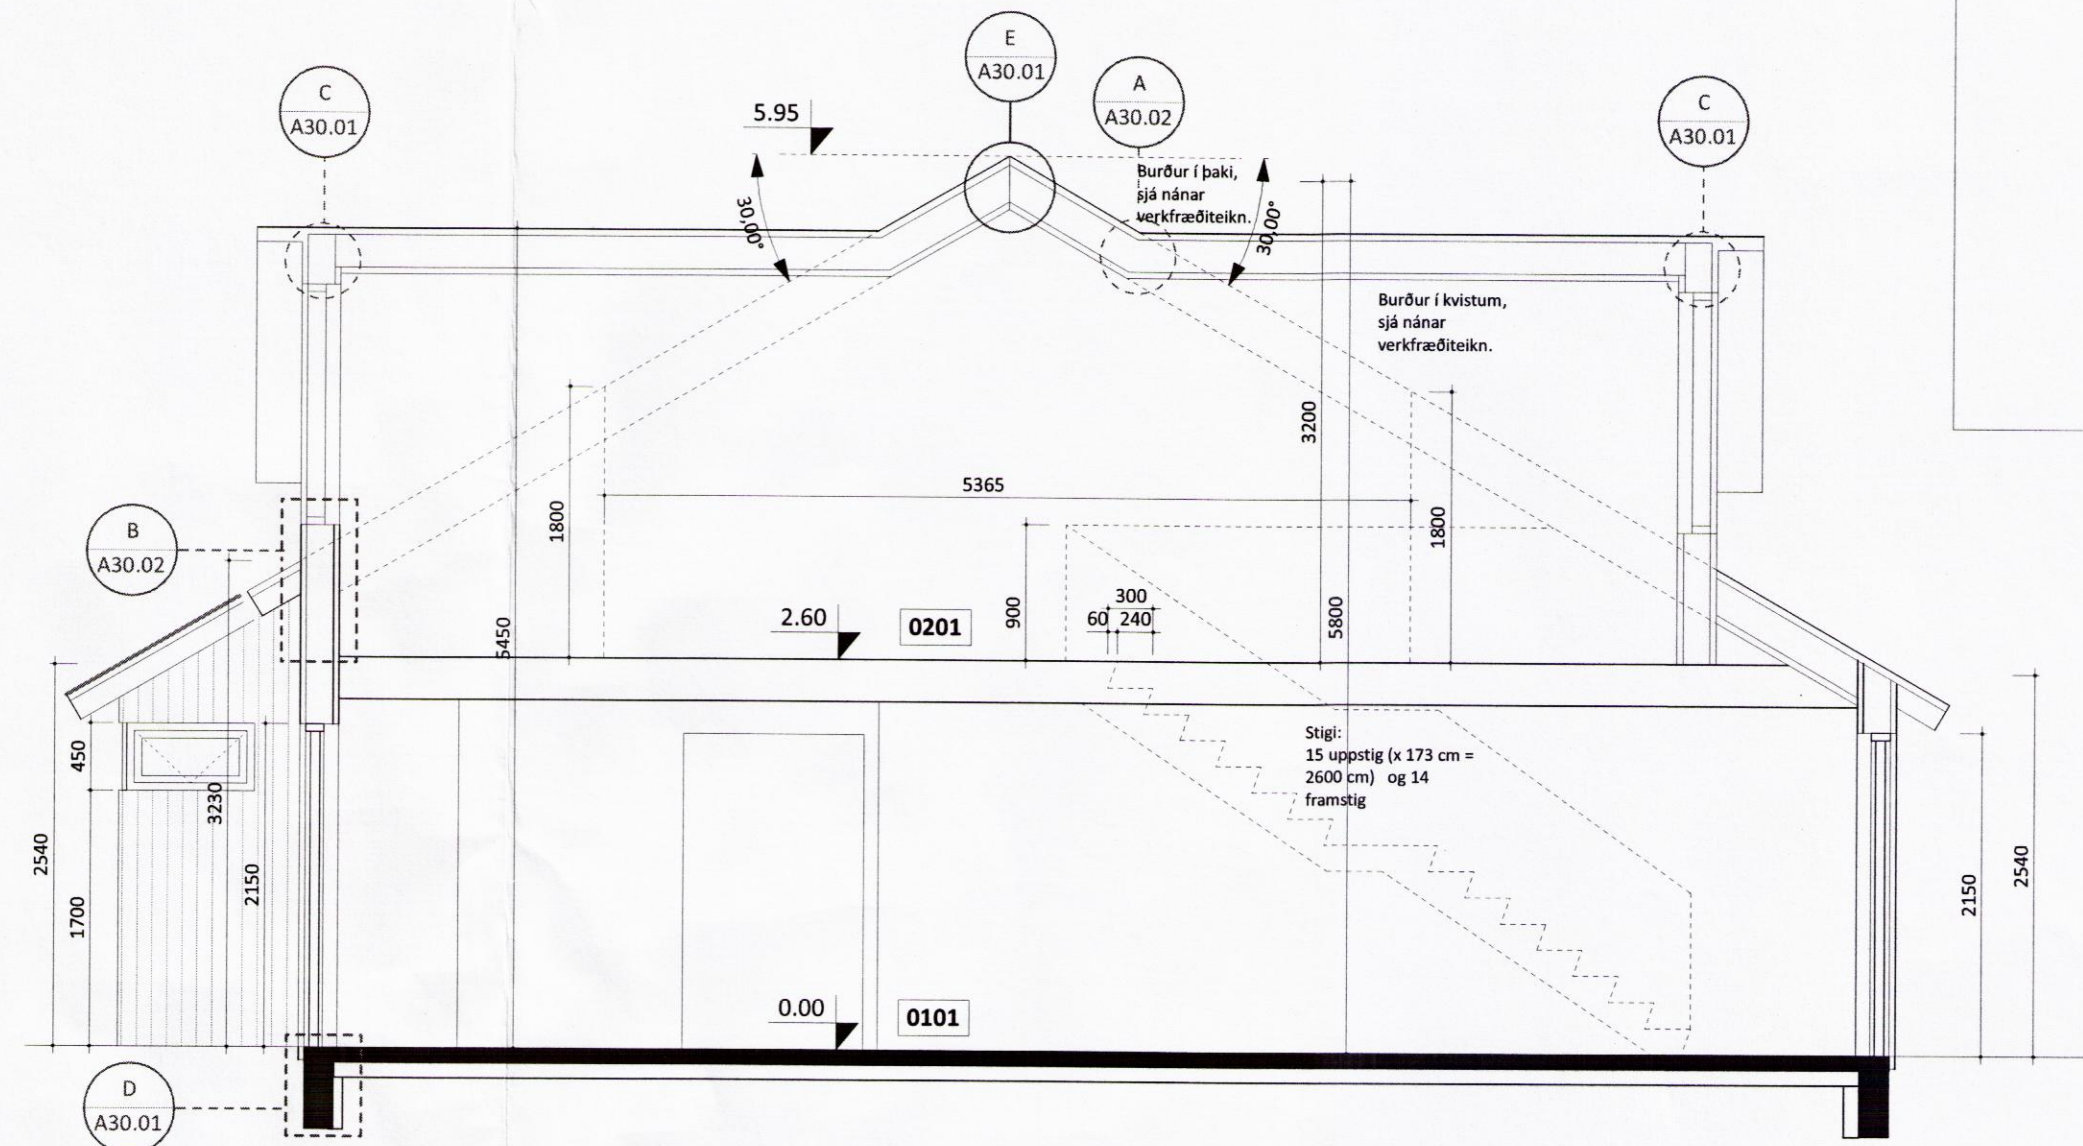 E
A30.01
A
A30.02
C
A30.01
C
A30.01
5.95
Burður í þaki,
sjá nánar
verkfræðiteikn.
30,00°
30,00°
Burður í kvistum,
sjá nánar
verkfræðiteikn.
3200
5365
1800
1800
B
A30.02
300
60
240
900
2.60
0201
5450
5800
Stigi:
15 uppstig (x 173 cm =
2600 cm) og 14
framstig
450
3230
2540
1700
2150
2150
2540
0.00
0101
D
A30.01